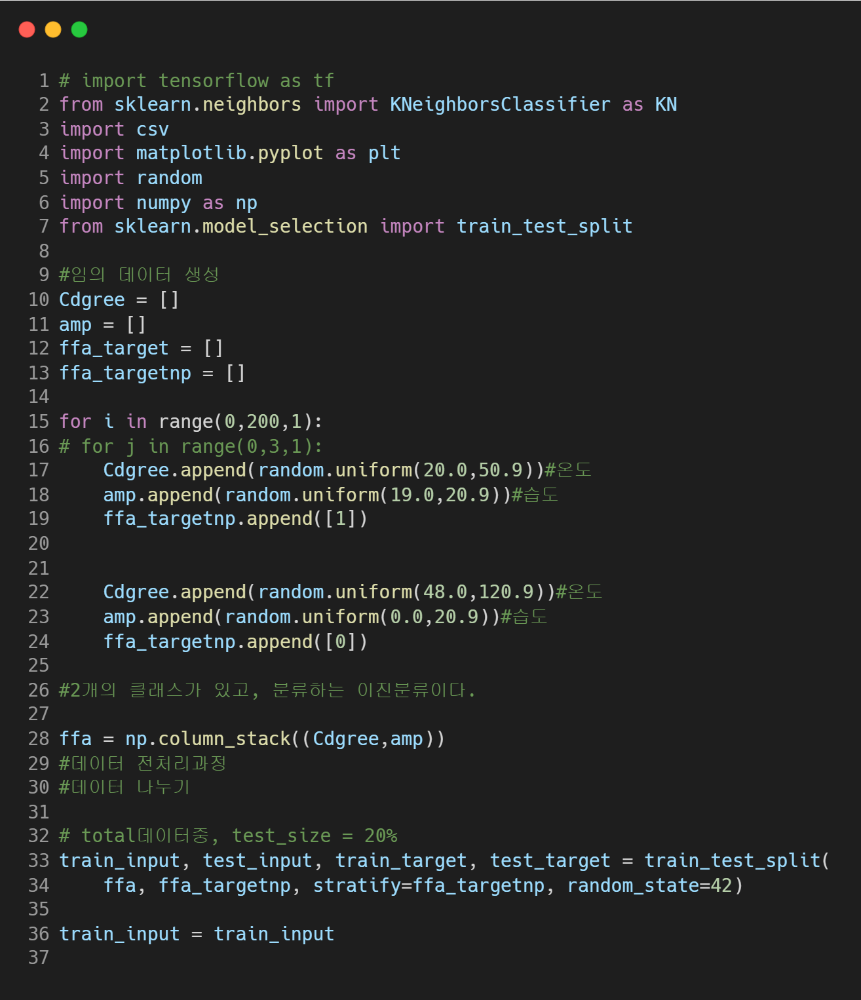 1 # import tensorflow as tf
2 from sklearn.neighbors import KNeighborsClassifier as KN
3 import csv
4 import matplotlib.pyplot as plt
5 import random
6 import numpy as np
7 from sklearn.model_selection import train_test_split
8
9 #임의 데이터 생성
10 Cdgree = []
11 amp = []
12 ffa_target = []
13 ffa_targetnp = []
14
15 for i in range(0,200,1):
16 # for j in range(0,3,1):
17     Cdgree.append(random.uniform(20.0,50.9))#온도
18     amp.append(random.uniform(19.0,20.9))#습도
19     ffa_targetnp.append([1])
20
21
22     Cdgree.append(random.uniform(48.0,120.9))#온도
23     amp.append(random.uniform(0.0,20.9))#습도
24     ffa_targetnp.append([0])
25
26 #2개의 클래스가 있고, 분류하는 이진분류이다.
27
28 ffa = np.column_stack((Cdgree,amp))
29 #데이터 전처리과정
30 #데이터 나누기
31
32 # total데이터중, test_size = 20%
33 train_input, test_input, train_target, test_target = train_test_split(
34     ffa, ffa_targetnp, stratify=ffa_targetnp, random_state=42)
35
36 train_input = train_input
37